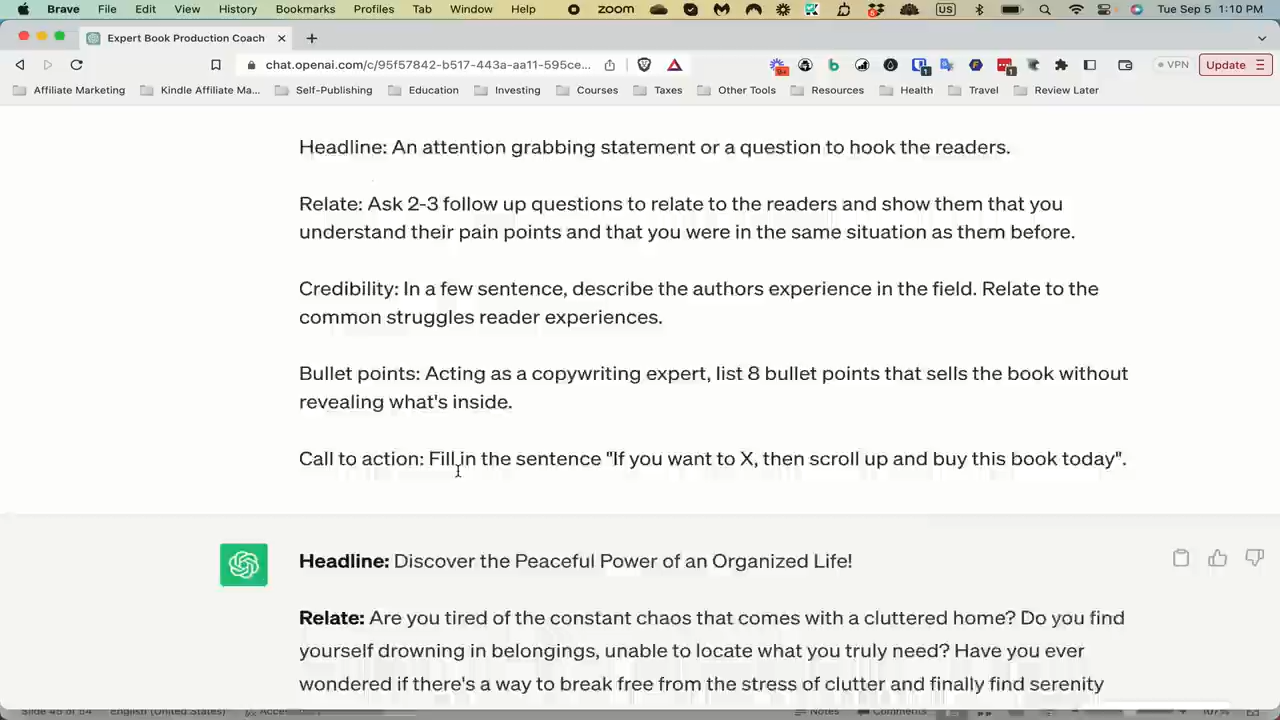 Brave File Edit View History Bookmarks Profiles Tab Window Help zoom US Tue Sep 5 1:10 PM
Expert Book Production Coach
chat.openai.com/c/95f57842-b517-443a-aa11-595ce... VPN Update
Affiliate Marketing Kindle Affiliate Ma... Self-Publishing Education Investing Courses Taxes Other Tools Resources Health Travel Review Later
Headline: An attention grabbing statement or a question to hook the readers.
Relate: Ask 2-3 follow up questions to relate to the readers and show them that you
understand their pain points and that you were in the same situation as them before.
Credibility: In a few sentence, describe the authors experience in the field. Relate to the
common struggles reader experiences.
Bullet points: Acting as a copywriting expert, list 8 bullet points that sells the book without
revealing what's inside.
Call to action: Fill in the sentence "If you want to X, then scroll up and buy this book today".
Headline: Discover the Peaceful Power of an Organized Life!
Relate: Are you tired of the constant chaos that comes with a cluttered home? Do you find
yourself drowning in belongings, unable to locate what you truly need? Have you ever
wondered if there's a way to break free from the stress of clutter and finally find serenity
English (United States) Notes Comments